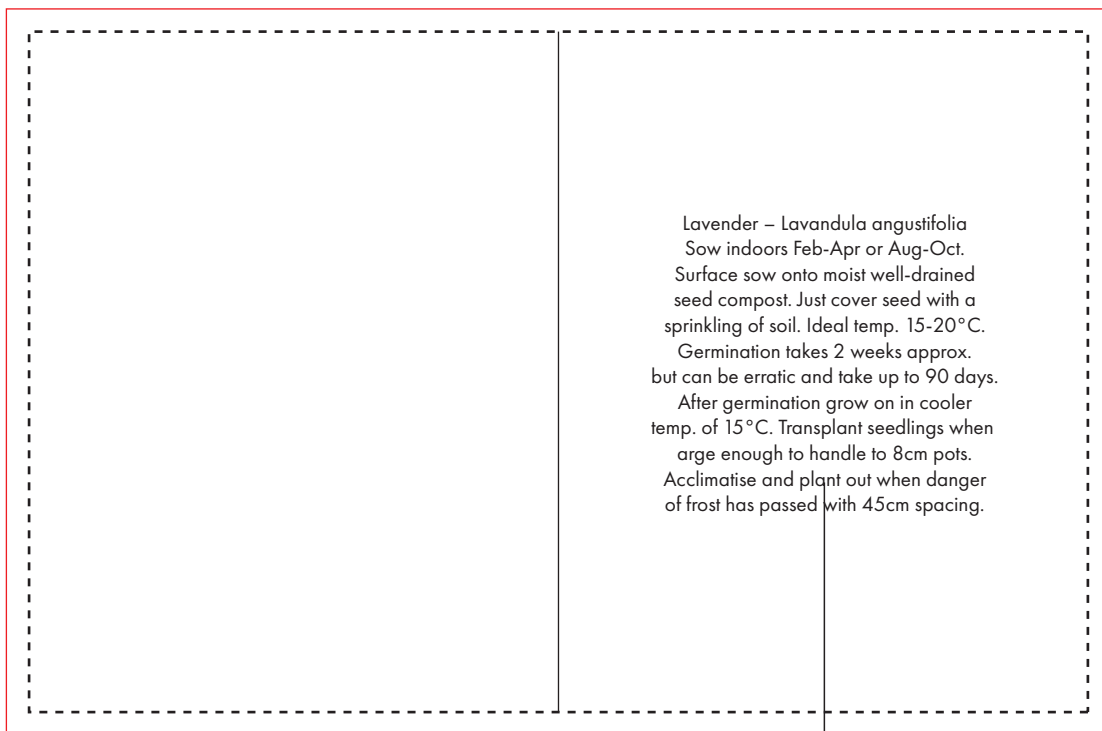 Lavender – Lavandula angustifolia
Sow indoors Feb-Apr or Aug-Oct.
Surface sow onto moist well-drained
seed compost. Just cover seed with a
sprinkling of soil. Ideal temp. 15-20°C.
Germination takes 2 weeks approx.
but can be erratic and take up to 90 days.
After germination grow on in cooler
temp. of 15°C. Transplant seedlings when
arge enough to handle to 8cm pots.
Acclimatise and plant out when danger
of frost has passed with 45cm spacing.